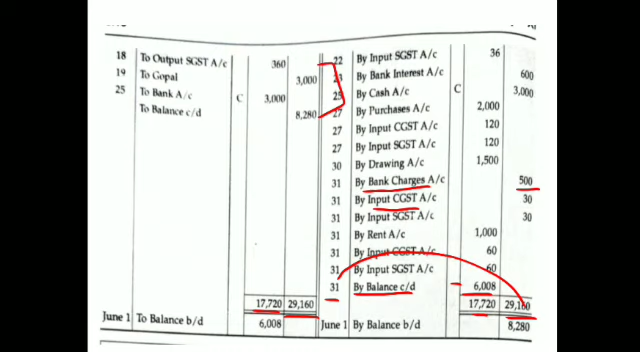 18 To Output SGST A/c 360 22 By Input SGST A/c 36
19 To Gopal 3,000 By Bank Interest A/c 600
25 To Bank A/c C 3,000 25 By Cash A/c C 3,000
To Balance c/d 8,280 27 By Purchases A/c 2,000
27 By Input CGST A/c 120
27 By Input SGST A/c 120
30 By Drawing A/c 1,500
31 By Bank Charges A/c 500
31 By Input CGST A/c 30
31 By Input SGST A/c 30
31 By Rent A/c 1,000
31 By Input CGST A/c 60
31 By Input SGST A/c 60
31 By Balance c/d 6,008
17,720 29,160 17,720 29,160
June 1 To Balance b/d 6,008 June 1 By Balance b/d 8,280